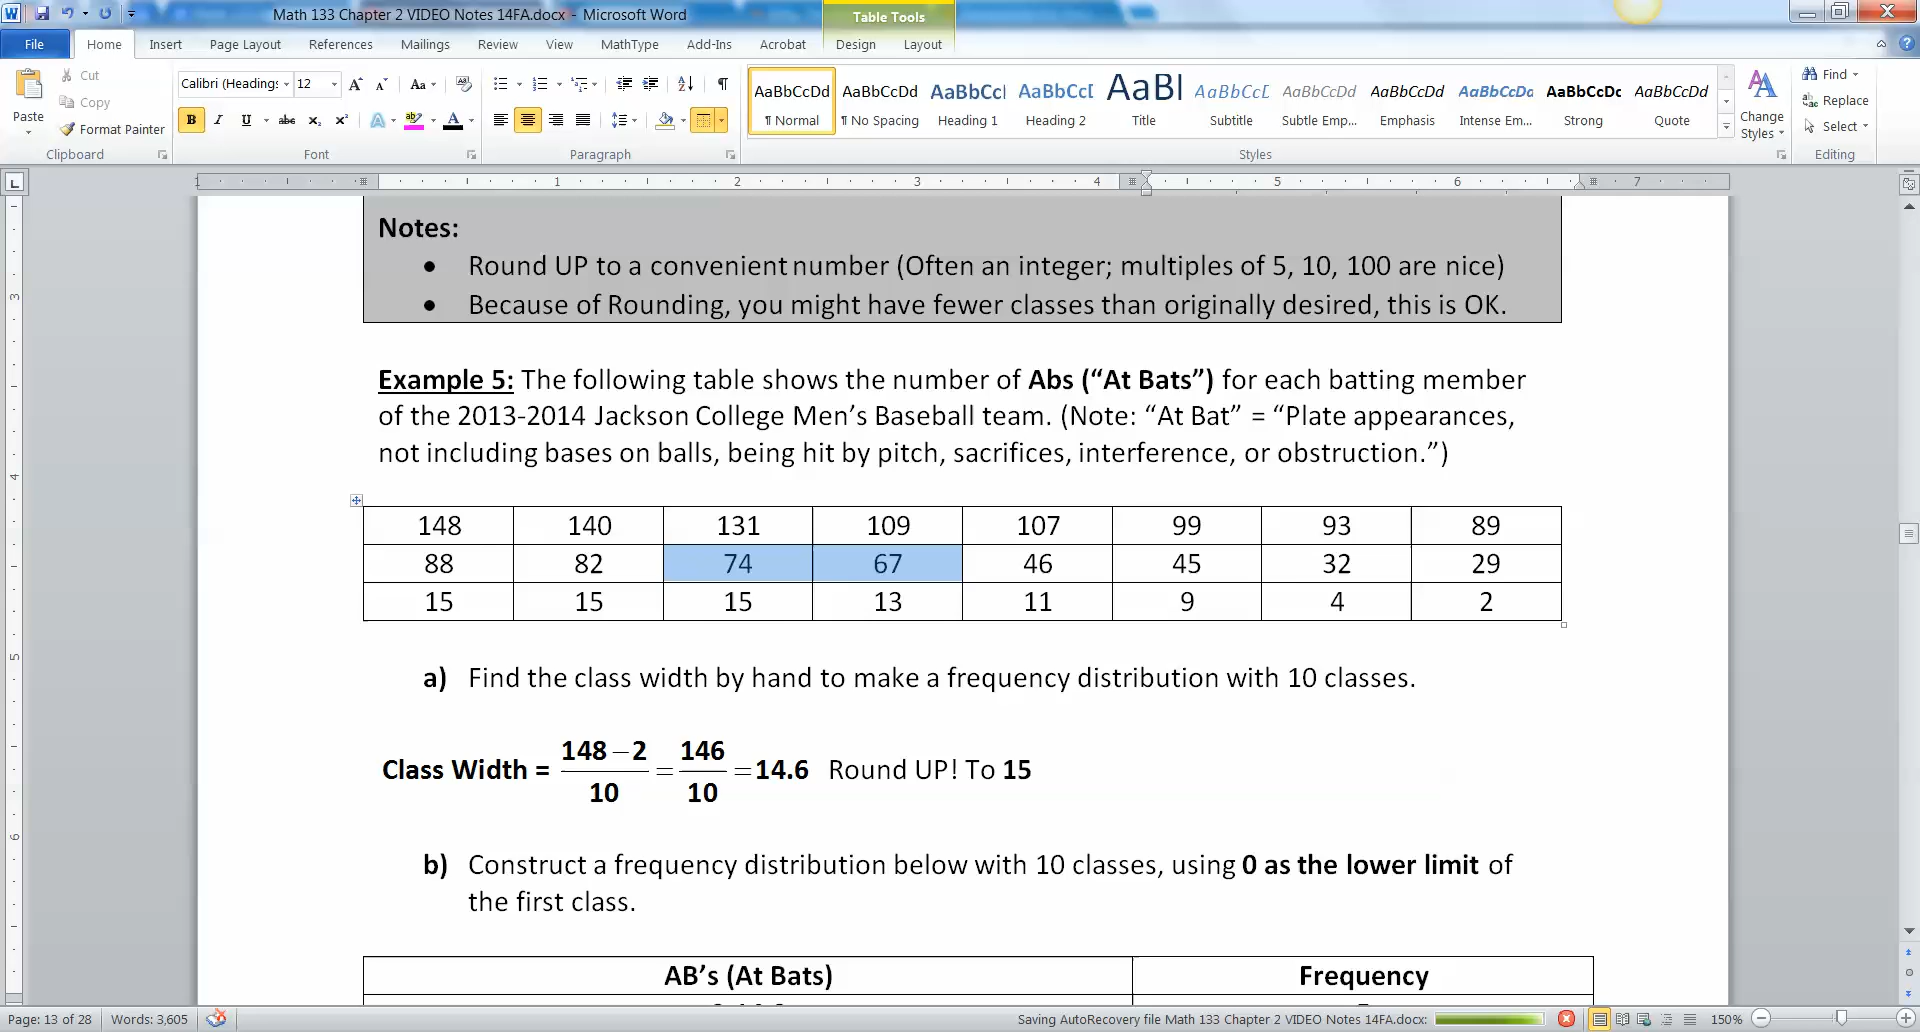 Math 133 Chapter 2 VIDEO Notes 14FA.docx - Microsoft Word
Table Tools
File Home Insert Page Layout References Mailings Review View MathType Add-Ins Acrobat Design Layout
Paste
Cut
Copy
Format Painter
Clipboard
Calibri (Headings 12
Font
Paragraph
AaBbCcDd AaBbCcDd AaBbCcI AaBbCcI AaBI AaBbCcL AaBbCcDd AaBbCcDd AaBbCcDd AaBbCcDc AaBbCcDd
¶ Normal ¶ No Spacing Heading 1 Heading 2 Title Subtitle Subtle Emp... Emphasis Intense Em... Strong Quote
Styles
Change Styles
Find
Replace
Select
Editing
1 1 2 3 4 5 6 7
Notes:
• Round UP to a convenient number (Often an integer; multiples of 5, 10, 100 are nice)
• Because of Rounding, you might have fewer classes than originally desired, this is OK.
Example 5: The following table shows the number of Abs (“At Bats”) for each batting member
of the 2013-2014 Jackson College Men’s Baseball team. (Note: “At Bat” = “Plate appearances,
not including bases on balls, being hit by pitch, sacrifices, interference, or obstruction.”)
148 140 131 109 107 99 93 89
88 82 74 67 46 45 32 29
15 15 15 13 11 9 4 2
a) Find the class width by hand to make a frequency distribution with 10 classes.
Class Width = 148 – 2 / 10 = 146 / 10 = 14.6 Round UP! To 15
b) Construct a frequency distribution below with 10 classes, using 0 as the lower limit of
the first class.
AB’s (At Bats) Frequency
Page: 13 of 28 Words: 3,605 Saving AutoRecovery file Math 133 Chapter 2 VIDEO Notes 14FA.docx: 150%